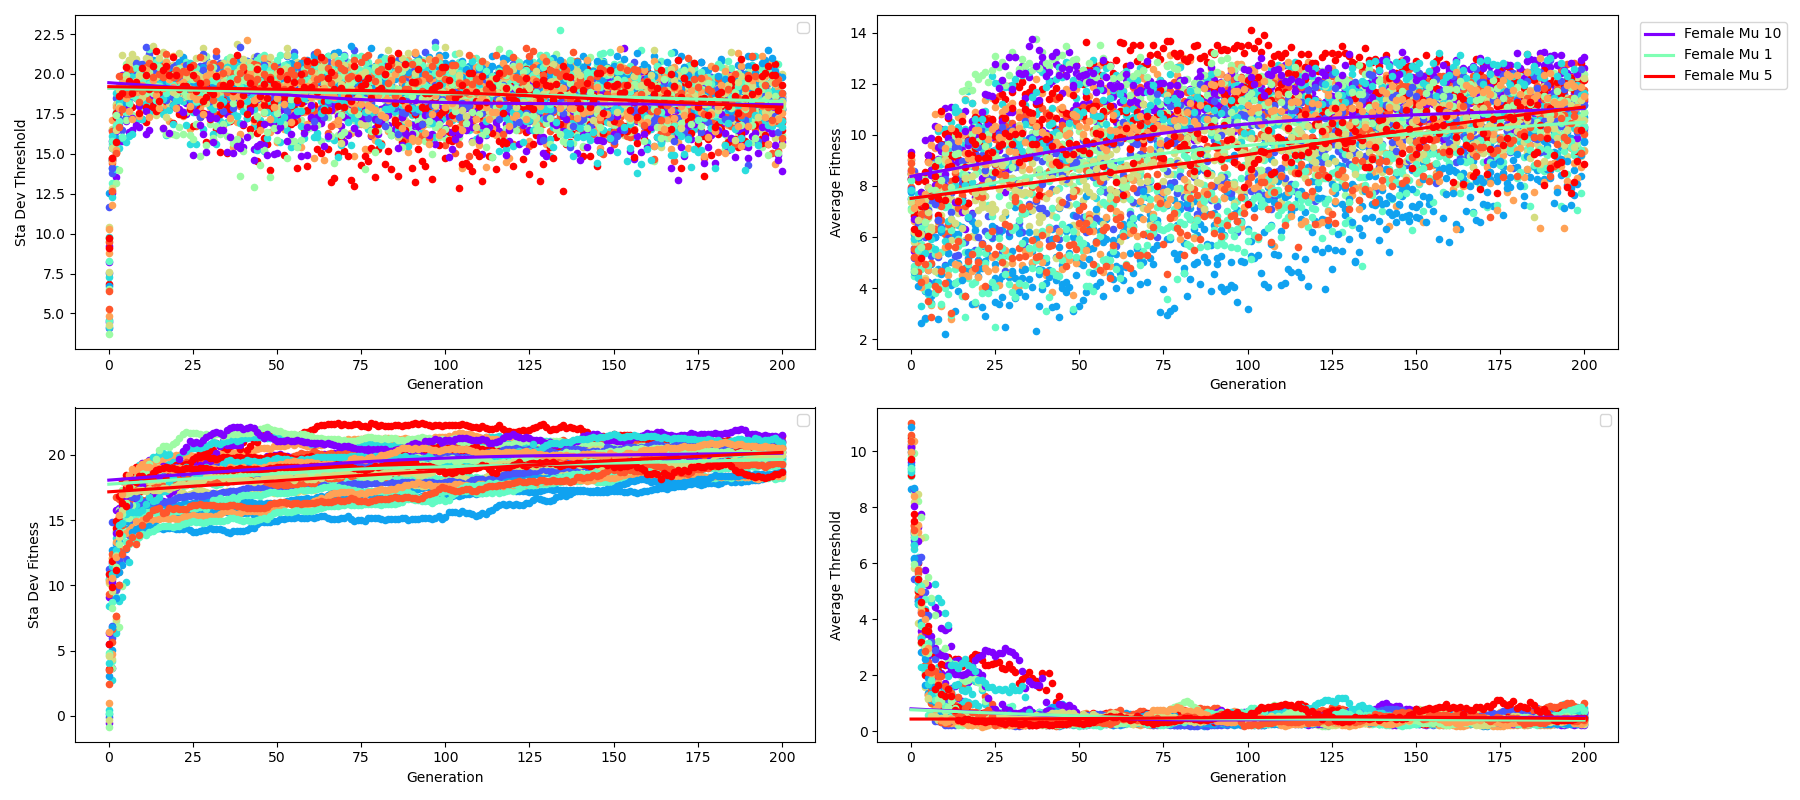 22.5
20.0
17.5
15.0
12.5
10.0
7.5
5.0
Sta Dev Threshold
0 25 50 75 100 125 150 175 200
Generation
14
12
10
8
6
4
2
Average Fitness
0 25 50 75 100 125 150 175 200
Generation
Female Mu 10
Female Mu 1
Female Mu 5
20
15
10
5
0
Sta Dev Fitness
0 25 50 75 100 125 150 175 200
Generation
10
8
6
4
2
0
Average Threshold
0 25 50 75 100 125 150 175 200
Generation